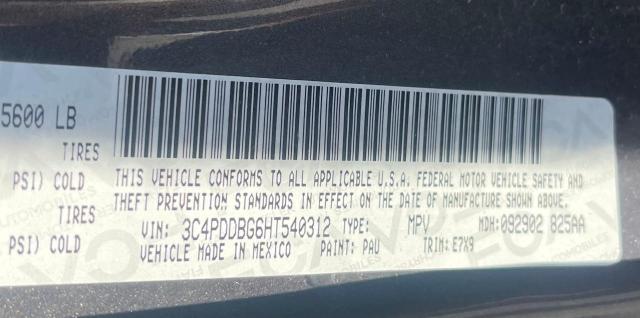 5600 LB
TIRES
PSI) COLD THIS VEHICLE CONFORMS TO ALL APPLICABLE U.S.A. FEDERAL MOTOR VEHICLE SAFETY AND
THEFT PREVENTION STANDARDS IN EFFECT ON THE DATE OF MANUFACTURE SHOWN ABOVE.
TIRES VIN: 3C4PDDBG6HT540312 TYPE: MPV MDH:092902 825AA
PSI) COLD VEHICLE MADE IN MEXICO PAINT: PAU TRIM: E7X9